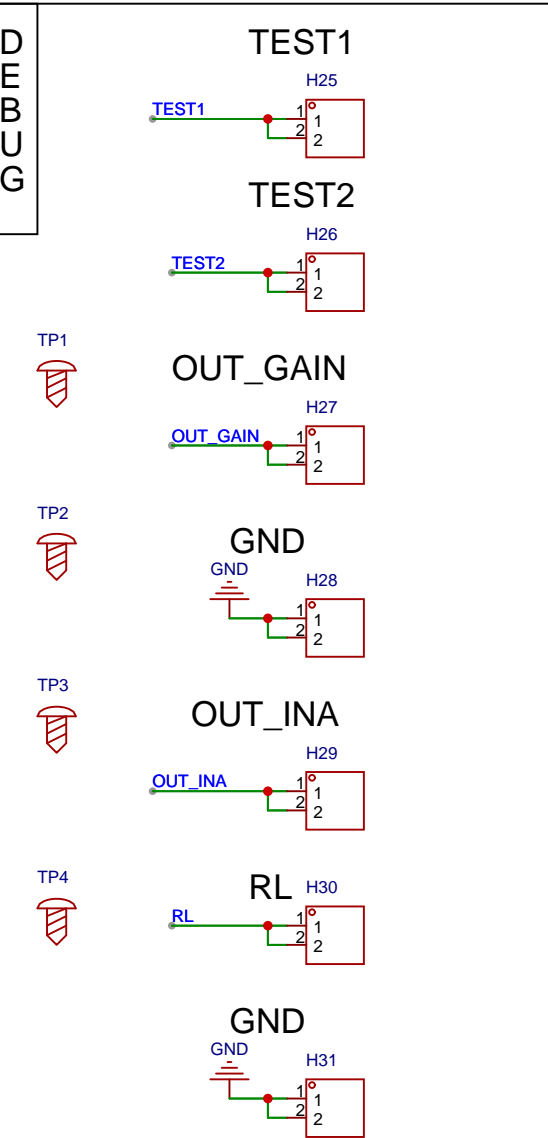 D
E
B
U
G
TEST1
H25
TEST1
1
2
1
2
TEST2
H26
TEST2
1
2
1
2
TP1
OUT_GAIN
H27
OUT_GAIN
1
2
1
2
TP2
GND
GND
H28
1
2
1
2
TP3
OUT_INA
H29
OUT_INA
1
2
1
2
TP4
RL
H30
RL
1
2
1
2
GND
GND
H31
1
2
1
2